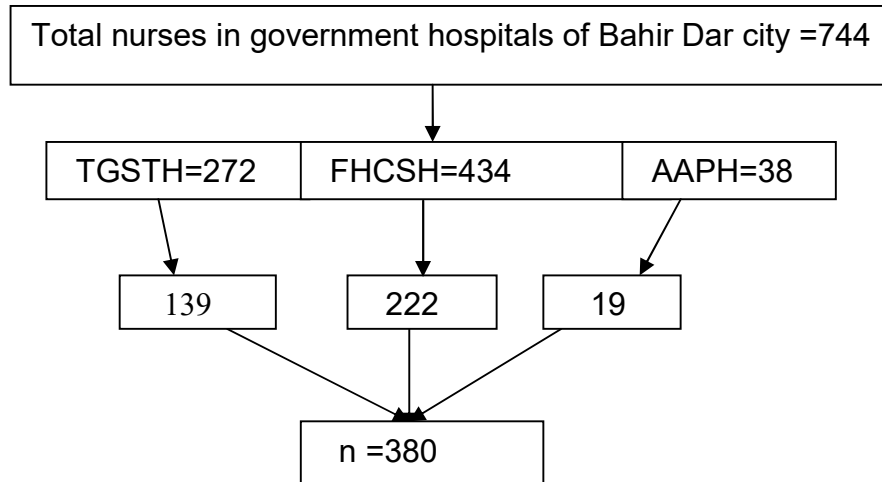 Total nurses in government hospitals of Bahir Dar city =744
TGSTH=272
FHCSH=434
AAPH=38
139
222
19
n =380